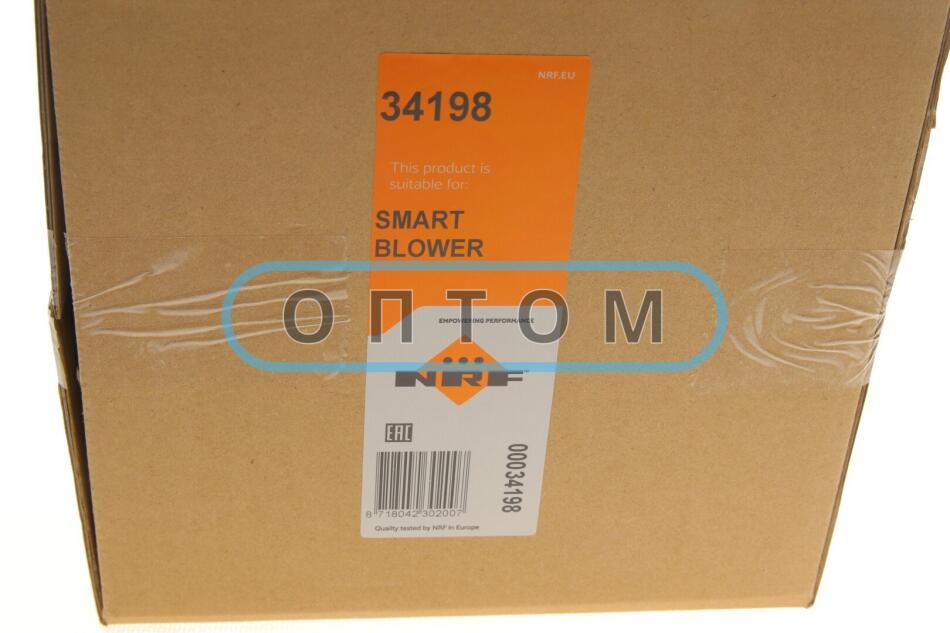 NRF.EU
34198
This product is
suitable for:
SMART
BLOWER
ОПТОМ
EMPOWERING PERFORMANCE
NRF
EAC
00034198
8 718042 302007
Quality tested by NRF in Europe